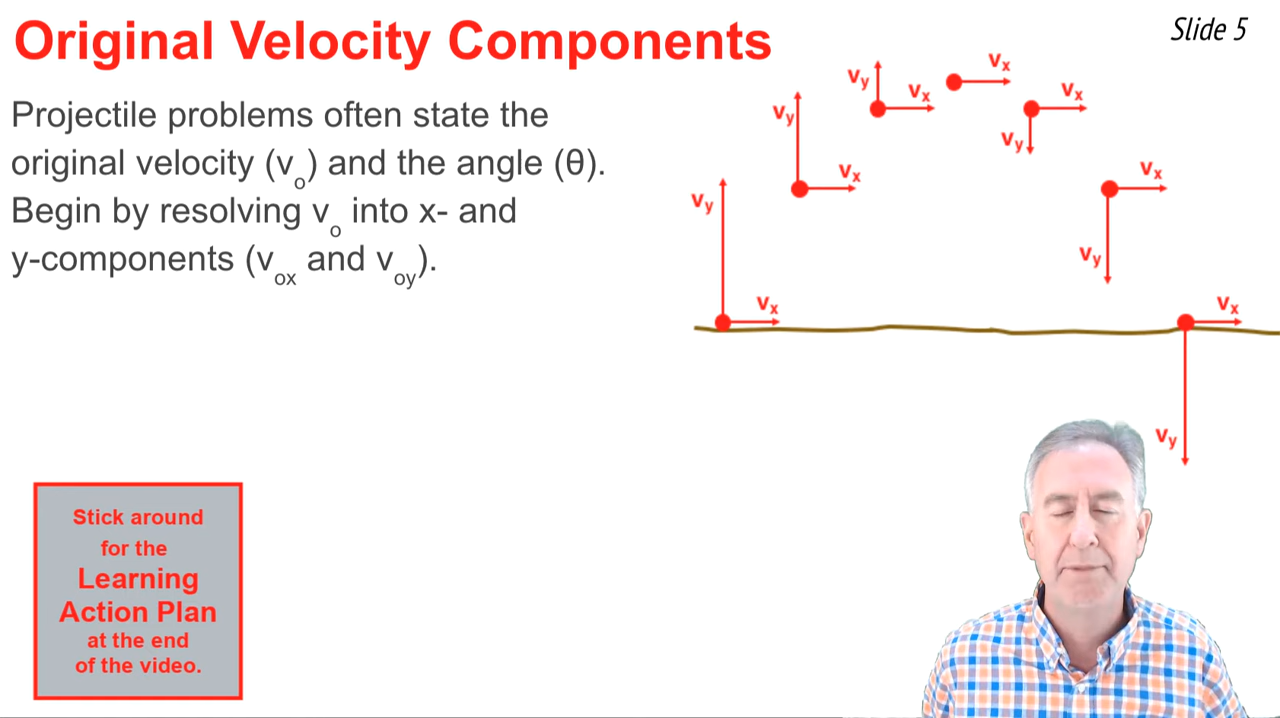 Original Velocity Components
Slide 5
Projectile problems often state the
original velocity (vo) and the angle (θ).
Begin by resolving vo into x- and
y-components (vox and voy).
vy
vx
vy
vx
vy
vx
vx
vx
vy
vx
vy
vx
vy
Stick around
for the
Learning
Action Plan
at the end
of the video.